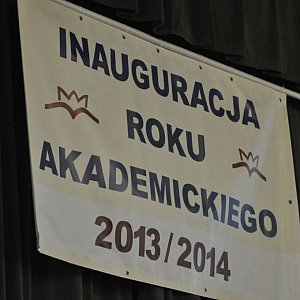 INAUGURACJA
ROKU
AKADEMICKIEGO
2013/2014